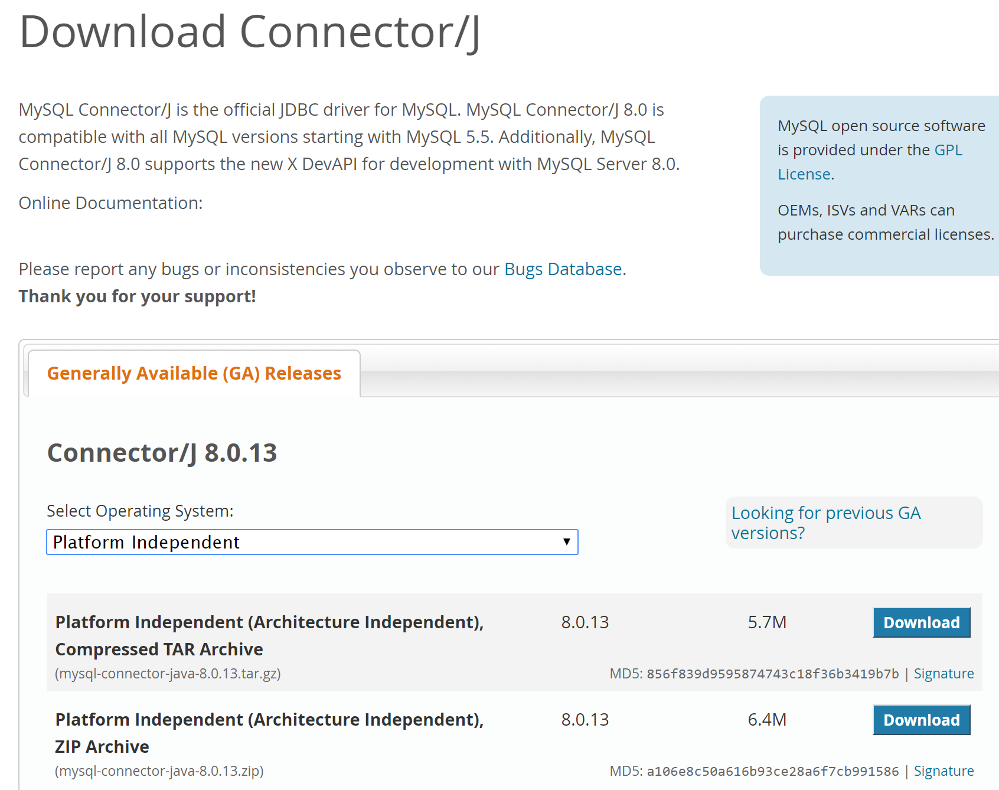 Download Connector/J
MySQL Connector/J is the official JDBC driver for MySQL. MySQL Connector/J 8.0 is
compatible with all MySQL versions starting with MySQL 5.5. Additionally, MySQL
Connector/J 8.0 supports the new X DevAPI for development with MySQL Server 8.0.
Online Documentation:
Please report any bugs or inconsistencies you observe to our Bugs Database.
Thank you for your support!
MySQL open source software
is provided under the GPL
License.
OEMs, ISVs and VARs can
purchase commercial licenses.
Generally Available (GA) Releases
Connector/J 8.0.13
Select Operating System:
Platform Independent
Looking for previous GA
versions?
Platform Independent (Architecture Independent), 8.0.13 5.7M Download
Compressed TAR Archive
(mysql-connector-java-8.0.13.tar.gz) MD5: 856f839d9595874743c18f36b3419b7b | Signature
Platform Independent (Architecture Independent), 8.0.13 6.4M Download
ZIP Archive
(mysql-connector-java-8.0.13.zip) MD5: a106e8c50a616b93ce28a6f7cb991586 | Signature